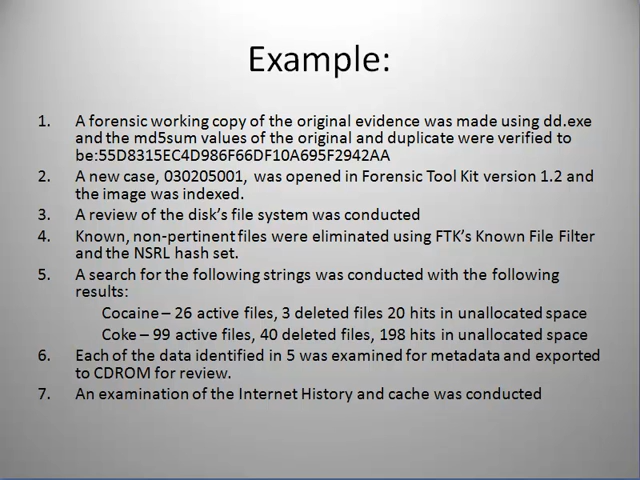 Example:
1. A forensic working copy of the original evidence was made using dd.exe
and the md5sum values of the original and duplicate were verified to
be:55D8315EC4D986F66DF10A695F2942AA
2. A new case, 030205001, was opened in Forensic Tool Kit version 1.2 and
the image was indexed.
3. A review of the disk's file system was conducted
4. Known, non-pertinent files were eliminated using FTK's Known File Filter
and the NSRL hash set.
5. A search for the following strings was conducted with the following
results:
Cocaine – 26 active files, 3 deleted files 20 hits in unallocated space
Coke – 99 active files, 40 deleted files, 198 hits in unallocated space
6. Each of the data identified in 5 was examined for metadata and exported
to CDROM for review.
7. An examination of the Internet History and cache was conducted